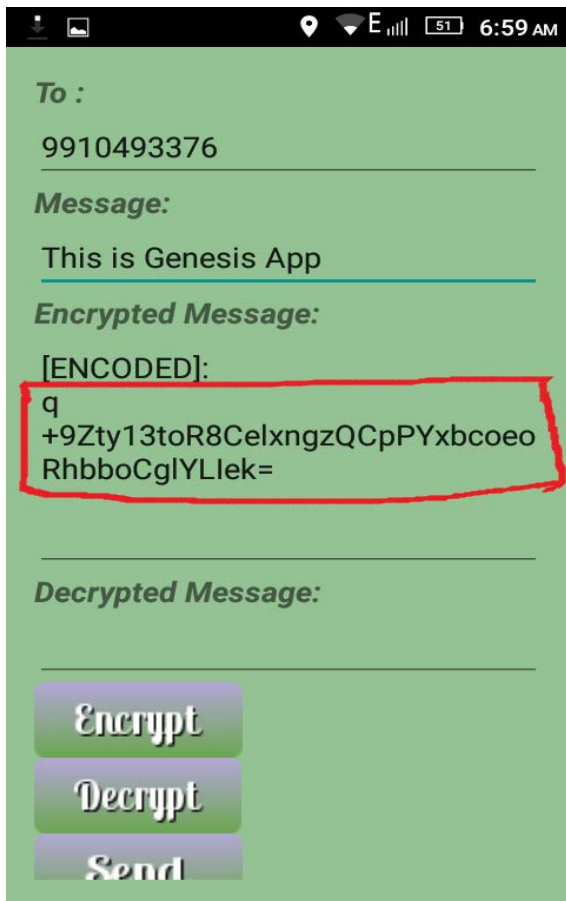 E 51 6:59 AM
To :
9910493376
Message:
This is Genesis App
Encrypted Message:
[ENCODED]:
q
+9Zty13toR8CelxngzQCpPYxbcoeo
RhbboCglYLIek=
Decrypted Message:
Encrypt
Decrypt
Send